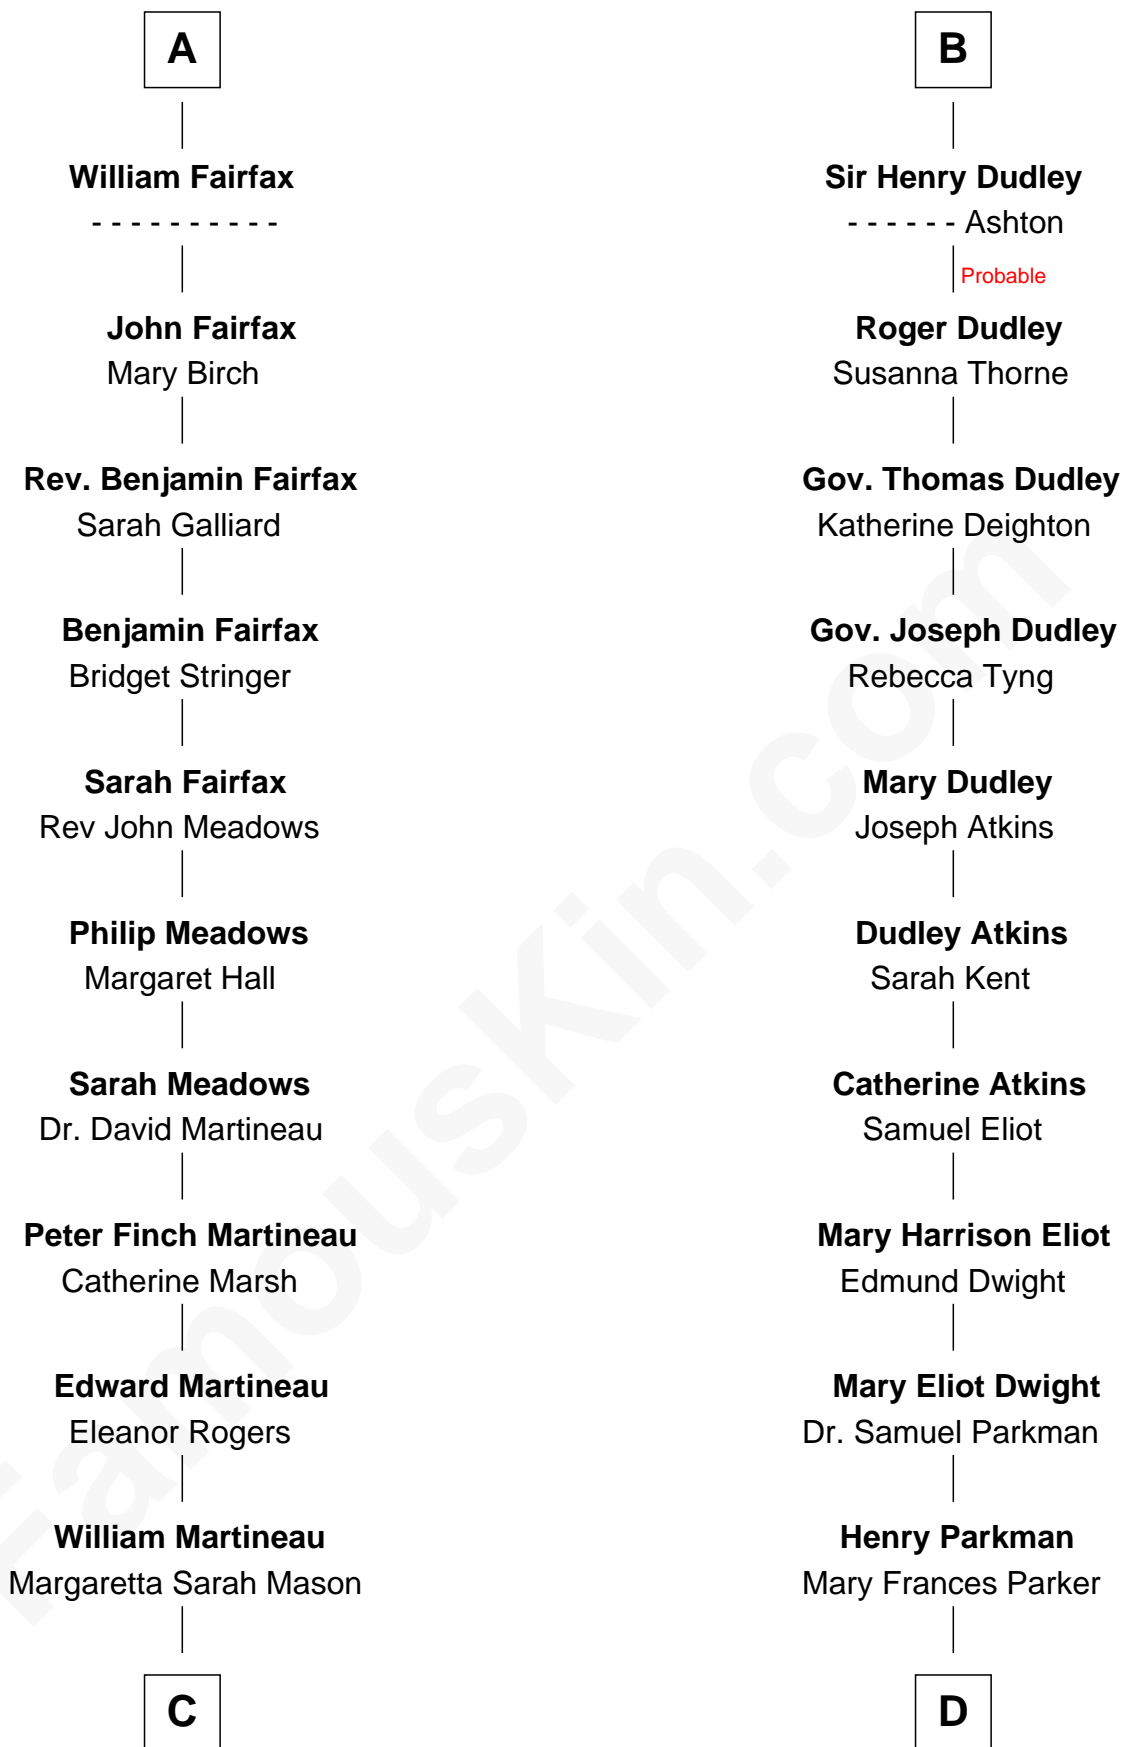 A
William Fairfax
- - - - - - - - - -
John Fairfax
Mary Birch
Rev. Benjamin Fairfax
Sarah Galliard
Benjamin Fairfax
Bridget Stringer
Sarah Fairfax
Rev John Meadows
Philip Meadows
Margaret Hall
Sarah Meadows
Dr. David Martineau
Peter Finch Martineau
Catherine Marsh
Edward Martineau
Eleanor Rogers
William Martineau
Margaretta Sarah Mason
C
B
Sir Henry Dudley
- - - - - - Ashton
Probable
Roger Dudley
Susanna Thorne
Gov. Thomas Dudley
Katherine Deighton
Gov. Joseph Dudley
Rebecca Tyng
Mary Dudley
Joseph Atkins
Dudley Atkins
Sarah Kent
Catherine Atkins
Samuel Eliot
Mary Harrison Eliot
Edmund Dwight
Mary Eliot Dwight
Dr. Samuel Parkman
Henry Parkman
Mary Frances Parker
D
FamousKin.com